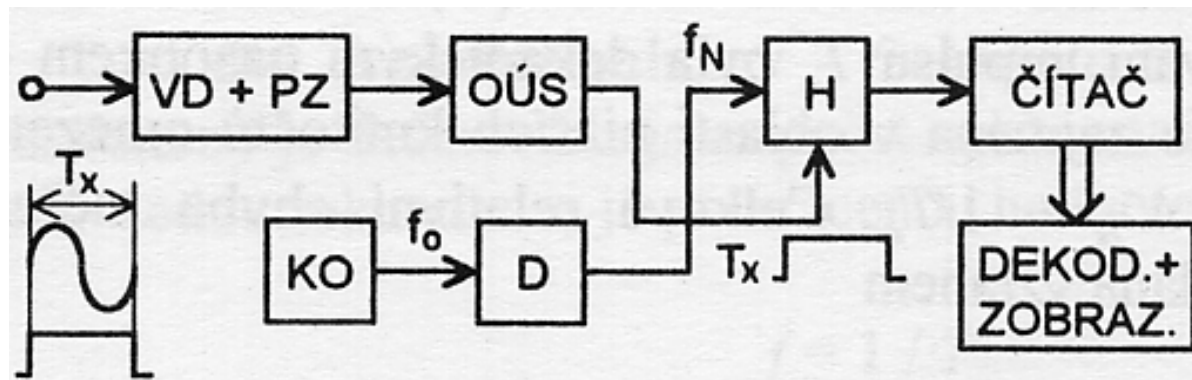 VD + PZ
OÚS
f_N
H
ČÍTAČ
T_x
KO
f_o
D
T_x
DEKOD.+
ZOBRAZ.